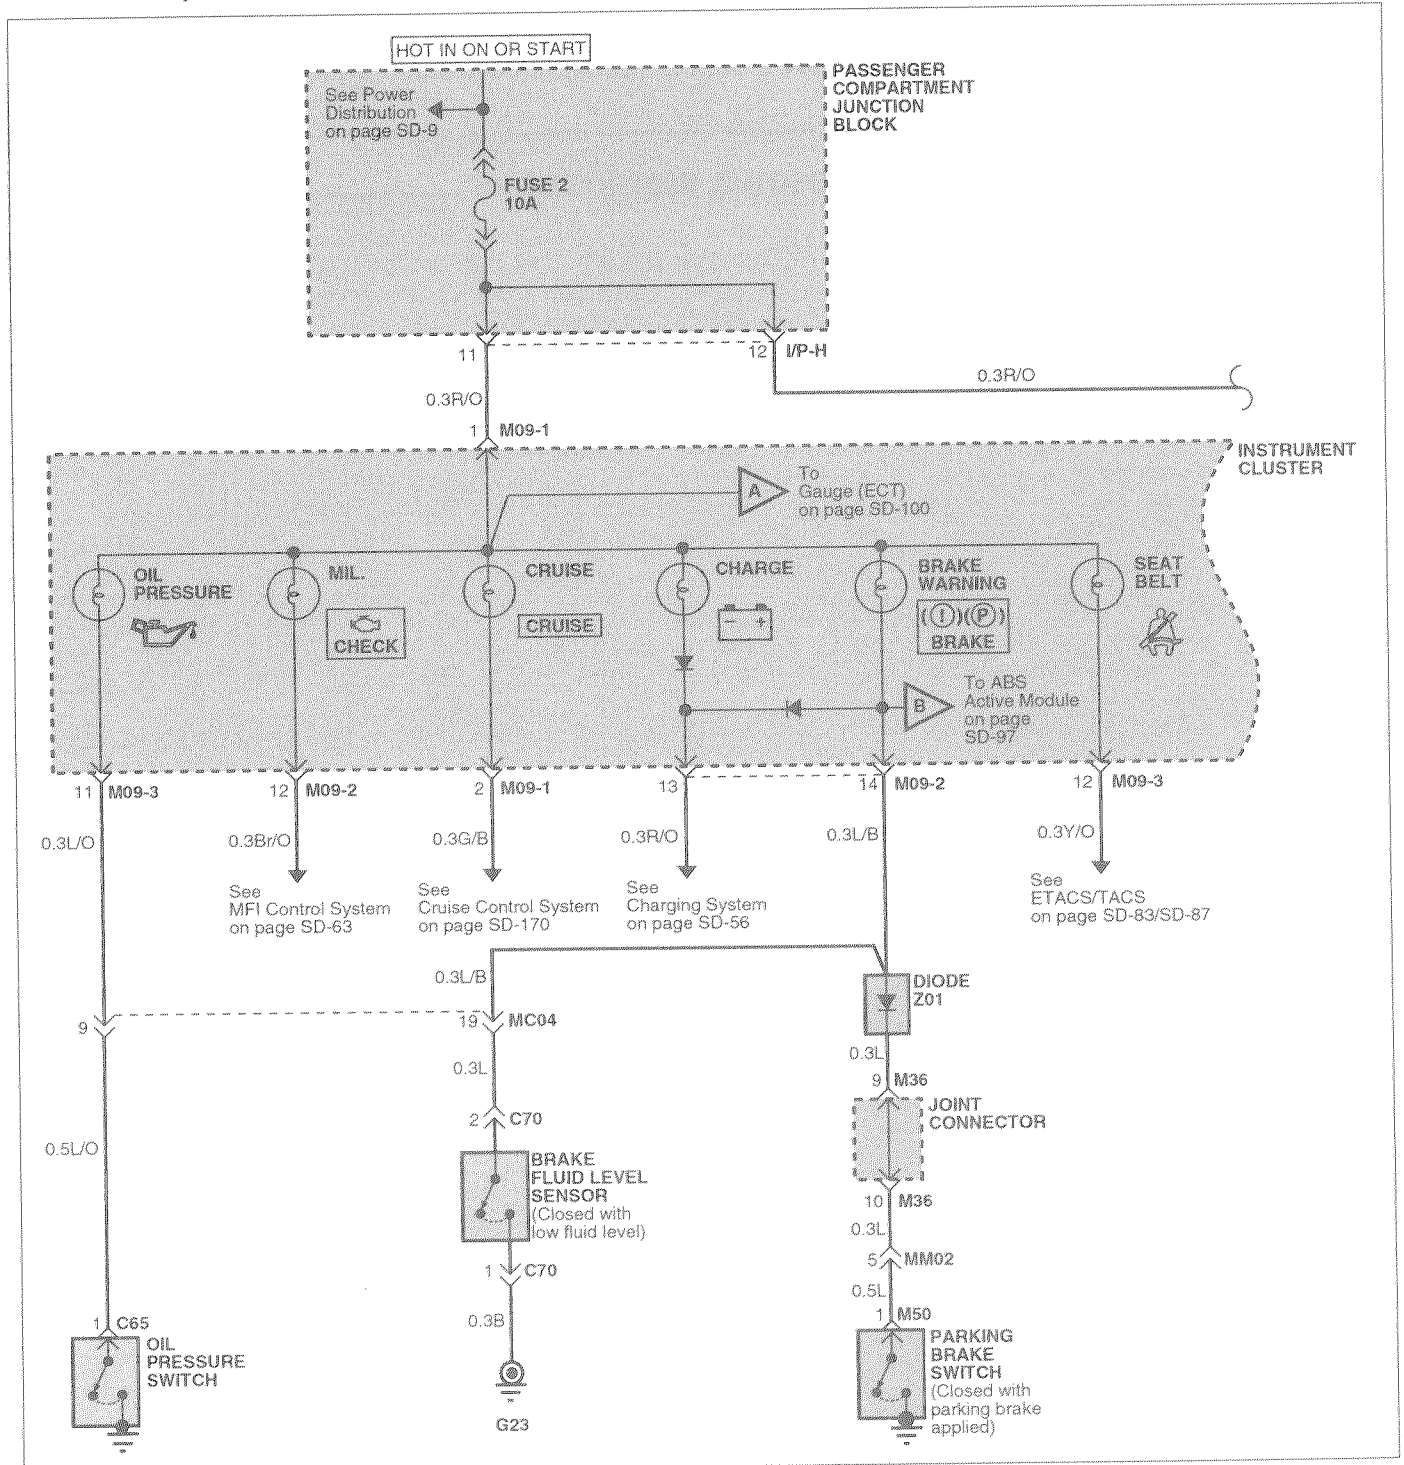 HOT IN ON OR START
PASSENGER
COMPARTMENT
JUNCTION
BLOCK
See Power
Distribution
on page SD-9
FUSE 2
10A
11
12
I/P-H
0.3R/O
0.3R/O
1
M09-1
INSTRUMENT
CLUSTER
A
To
Gauge (ECT)
on page SD-100
OIL
PRESSURE
MIL.
CHECK
CRUISE
CRUISE
CHARGE
- +
BRAKE
WARNING
(!)(P)
BRAKE
SEAT
BELT
B
To ABS
Active Module
on page
SD-97
11
M09-3
12
M09-2
2
M09-1
13
14
M09-2
12
M09-3
0.3L/O
0.3Br/O
0.3G/B
0.3R/O
0.3L/B
0.3Y/O
See
MFI Control System
on page SD-63
See
Cruise Control System
on page SD-170
See
Charging System
on page SD-56
See
ETACS/TACS
on page SD-83/SD-87
0.3L/B
DIODE
Z01
9
19
MC04
0.3L
0.3L
9
M36
JOINT
CONNECTOR
2
C70
0.5L/O
BRAKE
FLUID LEVEL
SENSOR
(Closed with
low fluid level)
10
M36
0.3L
5
MM02
1
C70
0.5L
0.3B
1
M50
1
C65
OIL
PRESSURE
SWITCH
PARKING
BRAKE
SWITCH
(Closed with
parking brake
applied)
G23